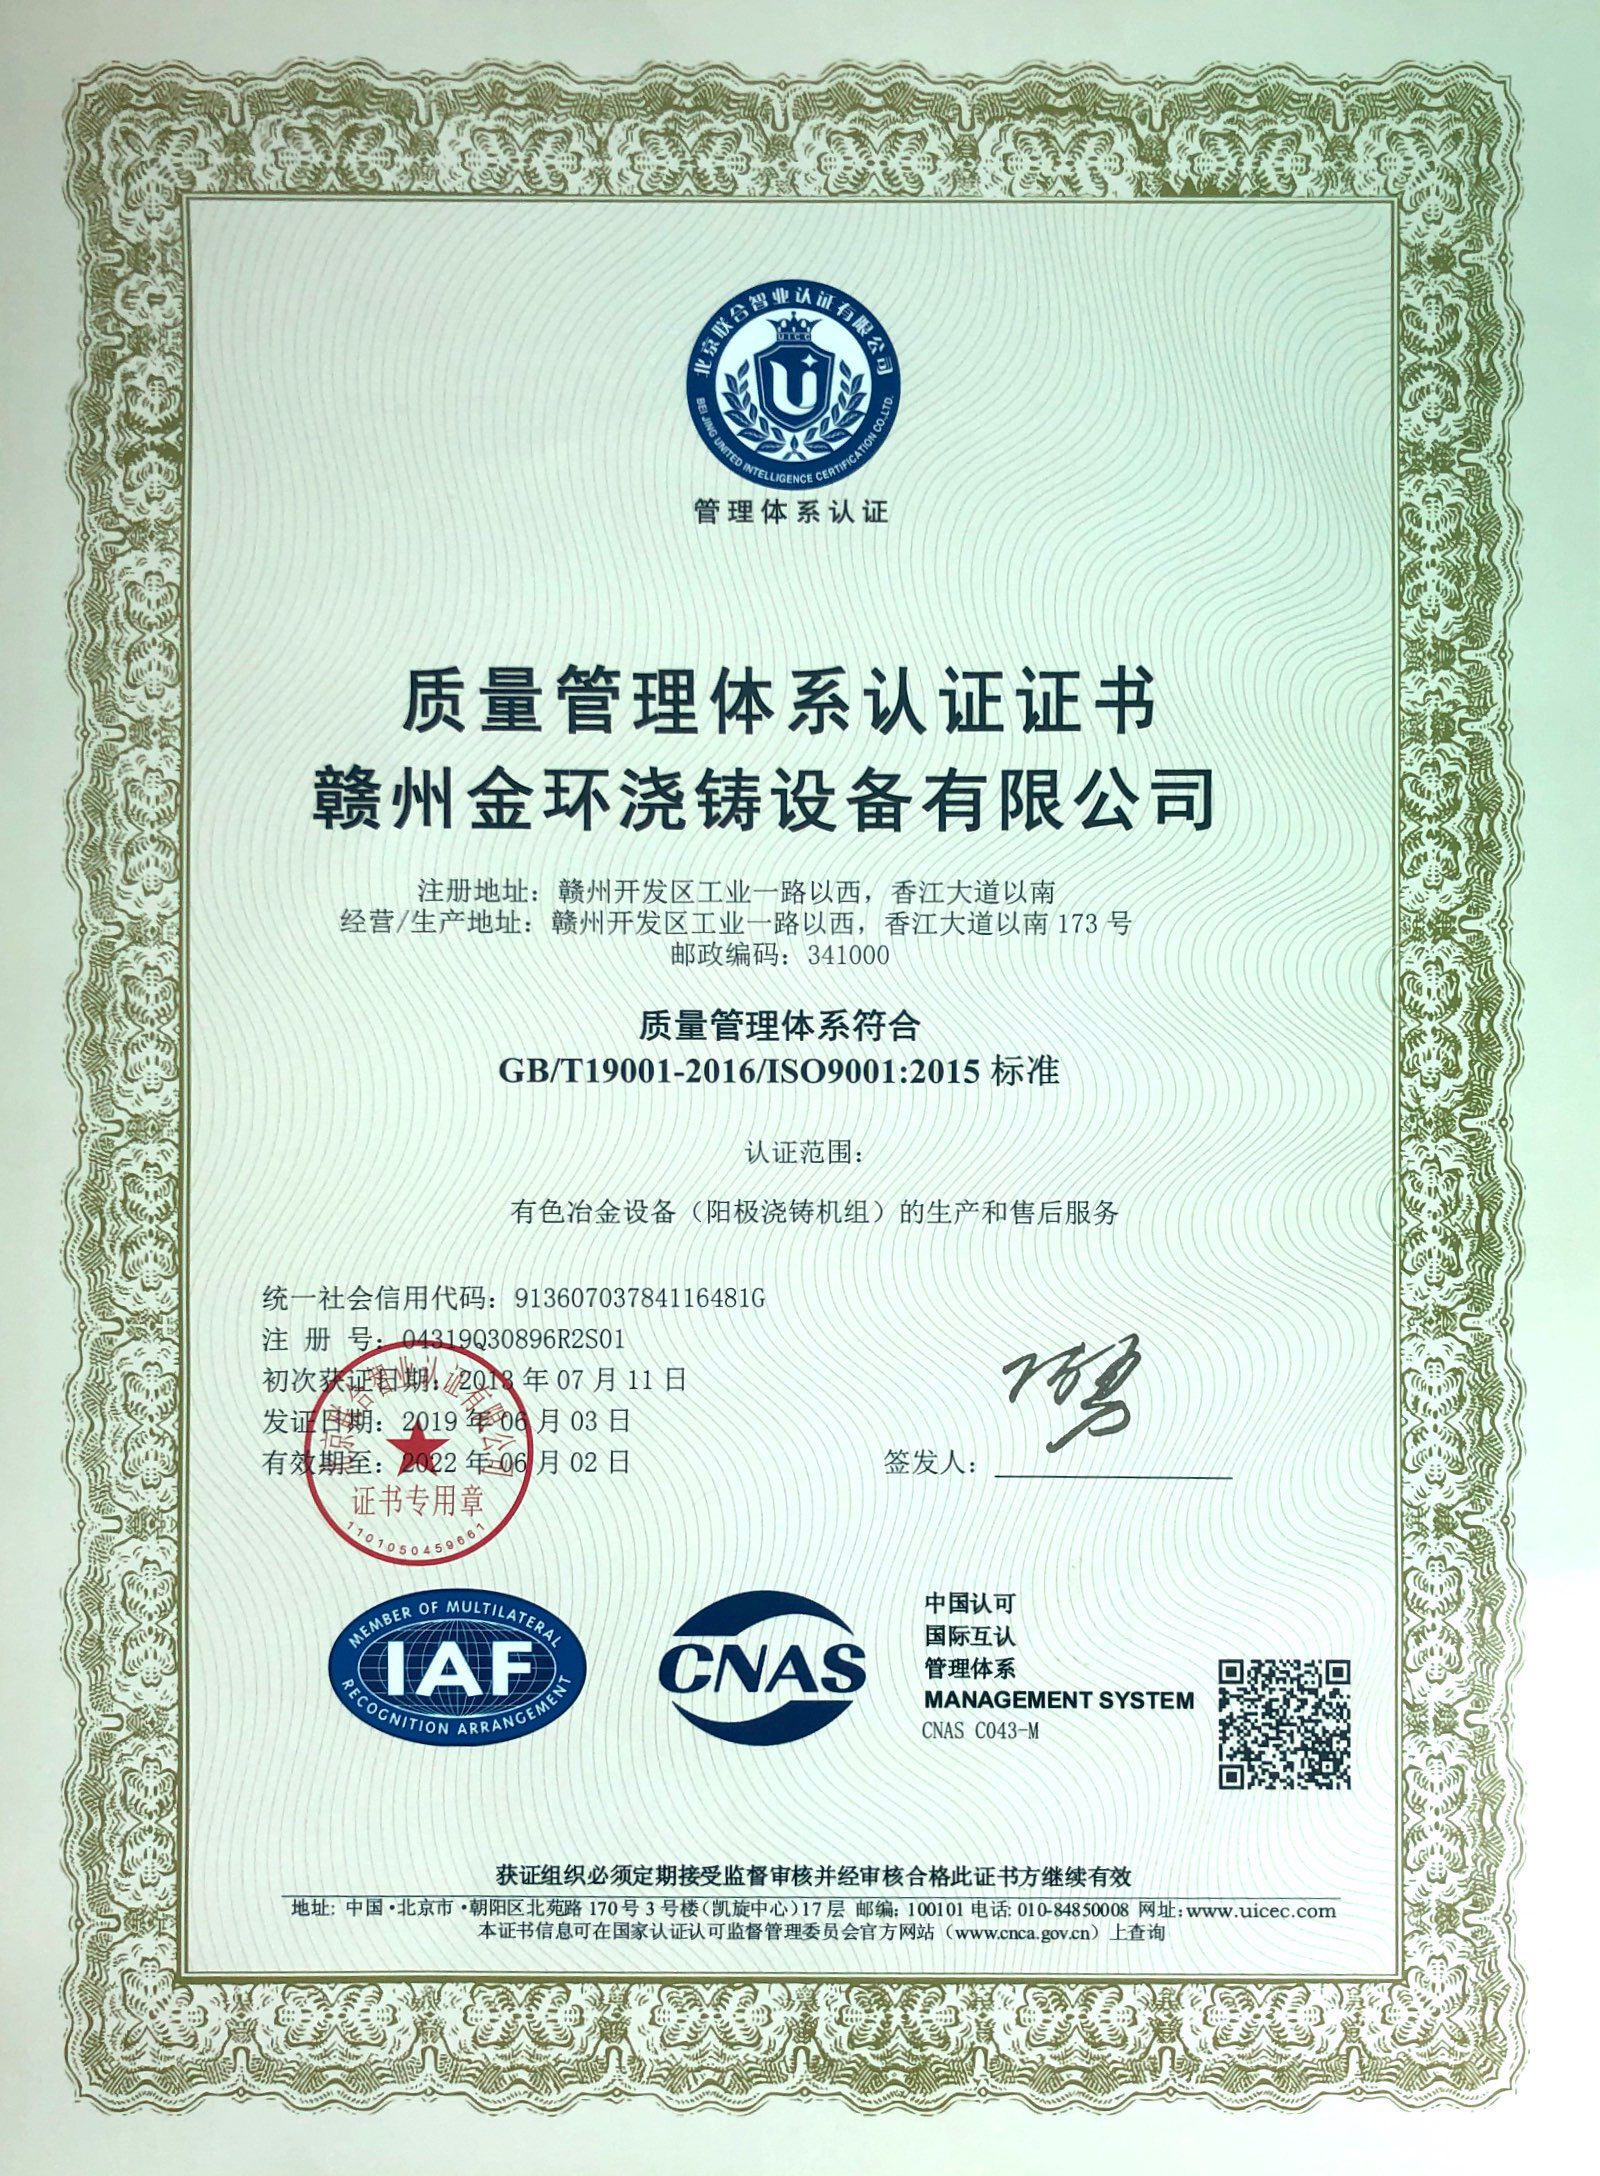 北京联合智业认证有限公司
UICC
BEI JING UNITED INTELLIGENCE CERTIFICATION CO.,LTD.
管理体系认证
质量管理体系认证证书
赣州金环浇铸设备有限公司
注册地址：赣州开发区工业一路以西，香江大道以南
经营/生产地址：赣州开发区工业一路以西，香江大道以南 173 号
邮政编码：341000
质量管理体系符合
GB/T19001-2016/ISO9001:2015 标准
认证范围：
有色冶金设备（阳极浇铸机组）的生产和售后服务
统一社会信用代码：91360703784116481G
注 册 号：04319Q30896R2S01
初次获证日期：2013 年 07 月 11 日
发证日期：2019 年 06 月 03 日
有效期至：2022 年 06 月 02 日
签发人：
北京联合智业认证有限公司
证书专用章
1101050459661
MEMBER OF MULTILATERAL
IAF
RECOGNITION ARRANGEMENT
CNAS
中国认可
国际互认
管理体系
MANAGEMENT SYSTEM
CNAS C043-M
获证组织必须定期接受监督审核并经审核合格此证书方继续有效
地址：中国·北京市·朝阳区北苑路 170 号 3 号楼（凯旋中心）17 层 邮编：100101 电话：010-84850008 网址：www.uicec.com
本证书信息可在国家认证认可监督管理委员会官方网站（www.cnca.gov.cn）上查询